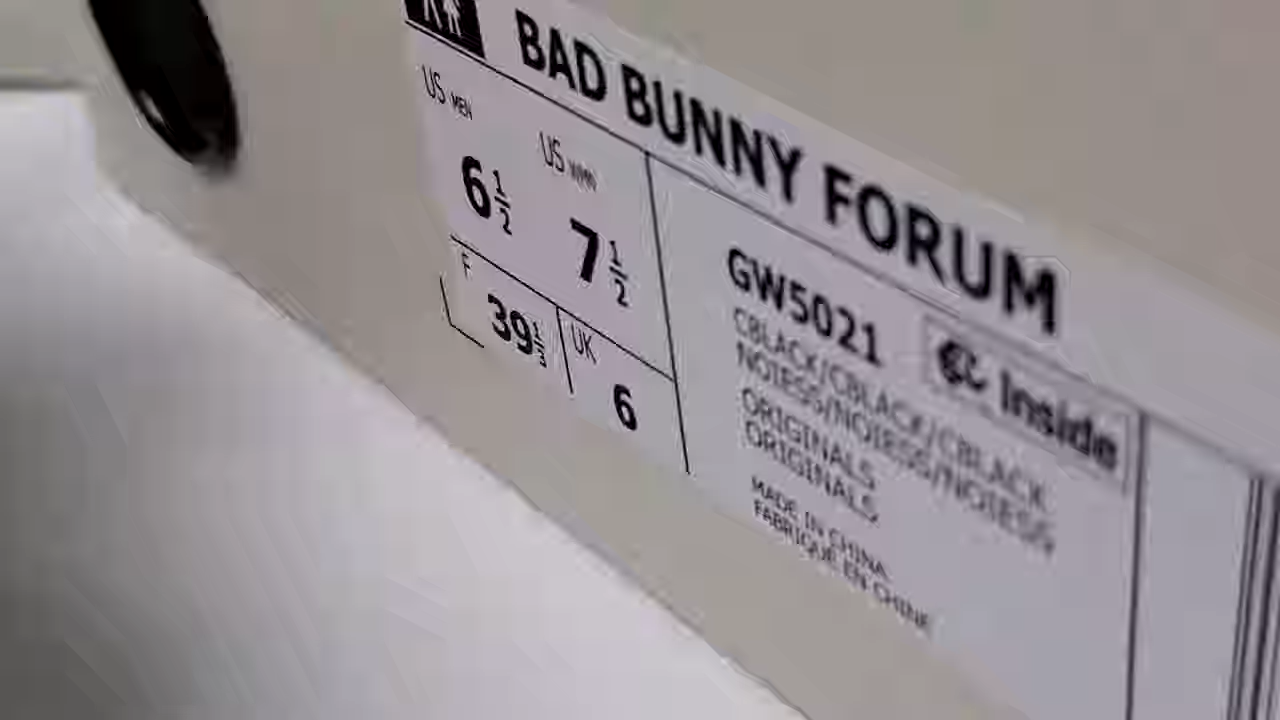 BAD BUNNY FORUM
US MEN
6 1/2
US WMN
7 1/2
F
39 1/3
UK
6
GW5021
Inside
CBLACK/CBLACK/CBLACK
NOIESS/NOIESS/NOIESS
ORIGINALS
ORIGINALS
MADE IN CHINA
FABRIQUE EN CHINE